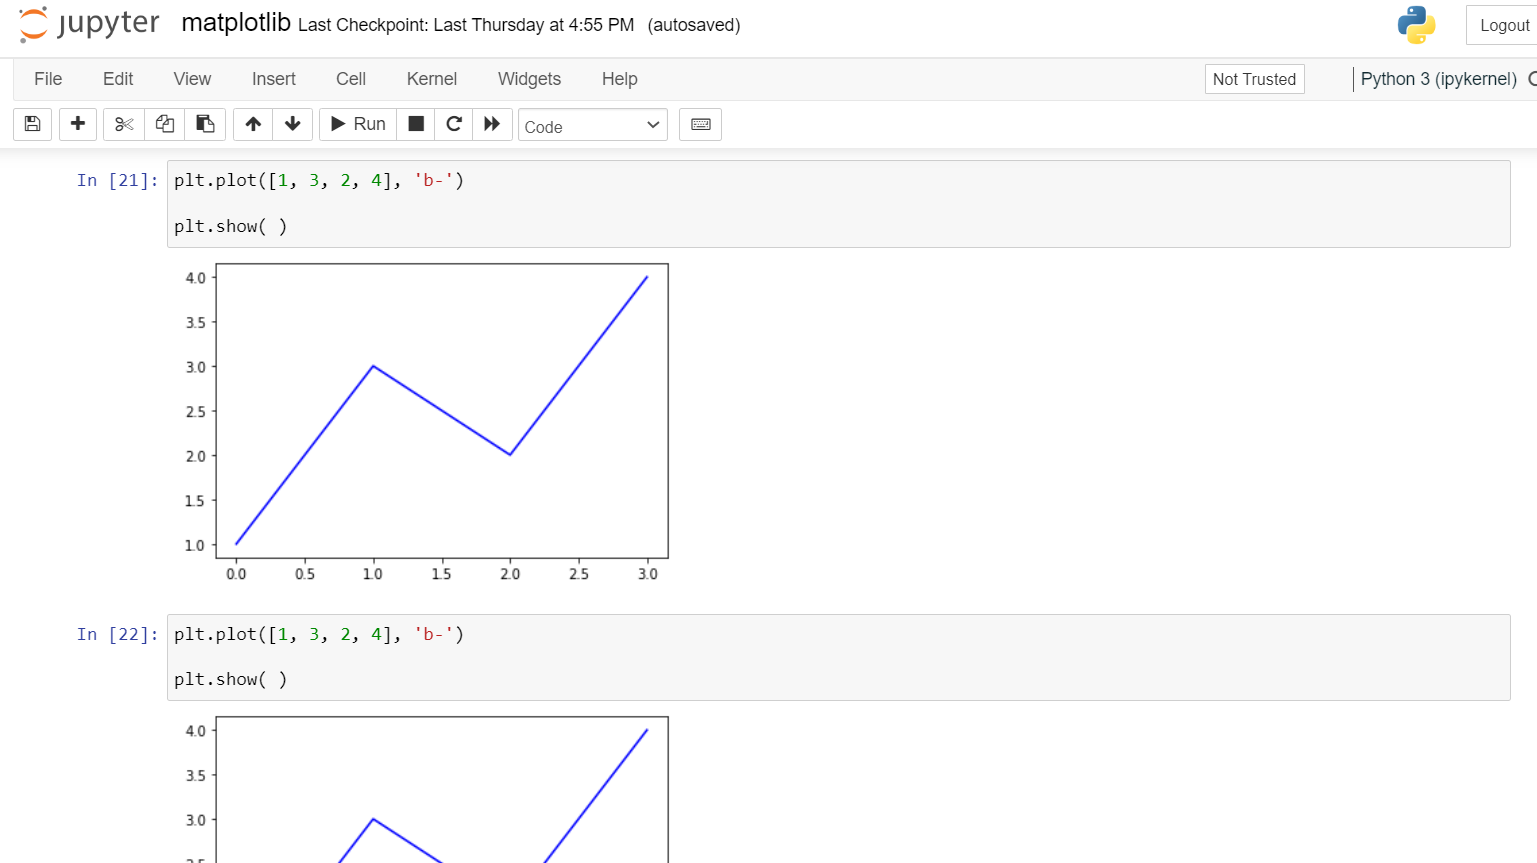 jupyter matplotlib Last Checkpoint: Last Thursday at 4:55 PM (autosaved) Logout
File Edit View Insert Cell Kernel Widgets Help Not Trusted Python 3 (ipykernel)
Run Code
In [21]: plt.plot([1, 3, 2, 4], 'b-')
plt.show( )
4.0
3.5
3.0
2.5
2.0
1.5
1.0
0.0 0.5 1.0 1.5 2.0 2.5 3.0
In [22]: plt.plot([1, 3, 2, 4], 'b-')
plt.show( )
4.0
3.5
3.0